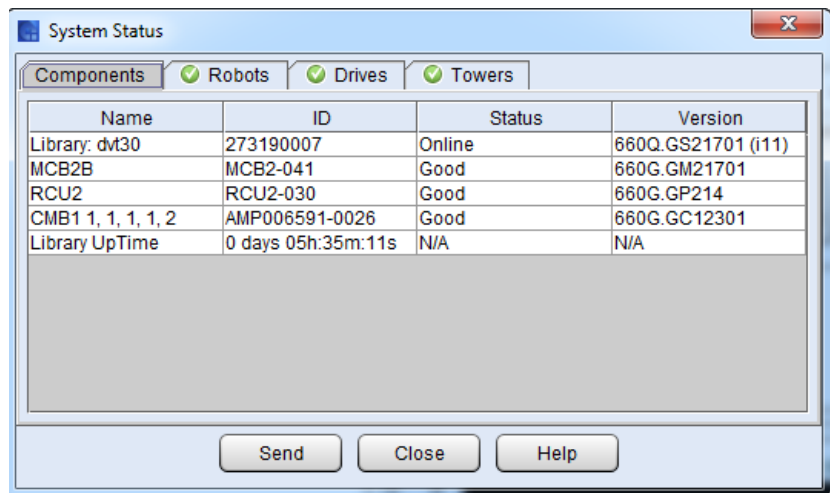 System Status
Components Robots Drives Towers
Name ID Status Version
Library: dvt30 273190007 Online 660Q.GS21701 (i11)
MCB2B MCB2-041 Good 660G.GM21701
RCU2 RCU2-030 Good 660G.GP214
CMB1 1, 1, 1, 1, 2 AMP006591-0026 Good 660G.GC12301
Library UpTime 0 days 05h:35m:11s N/A N/A
Send Close Help